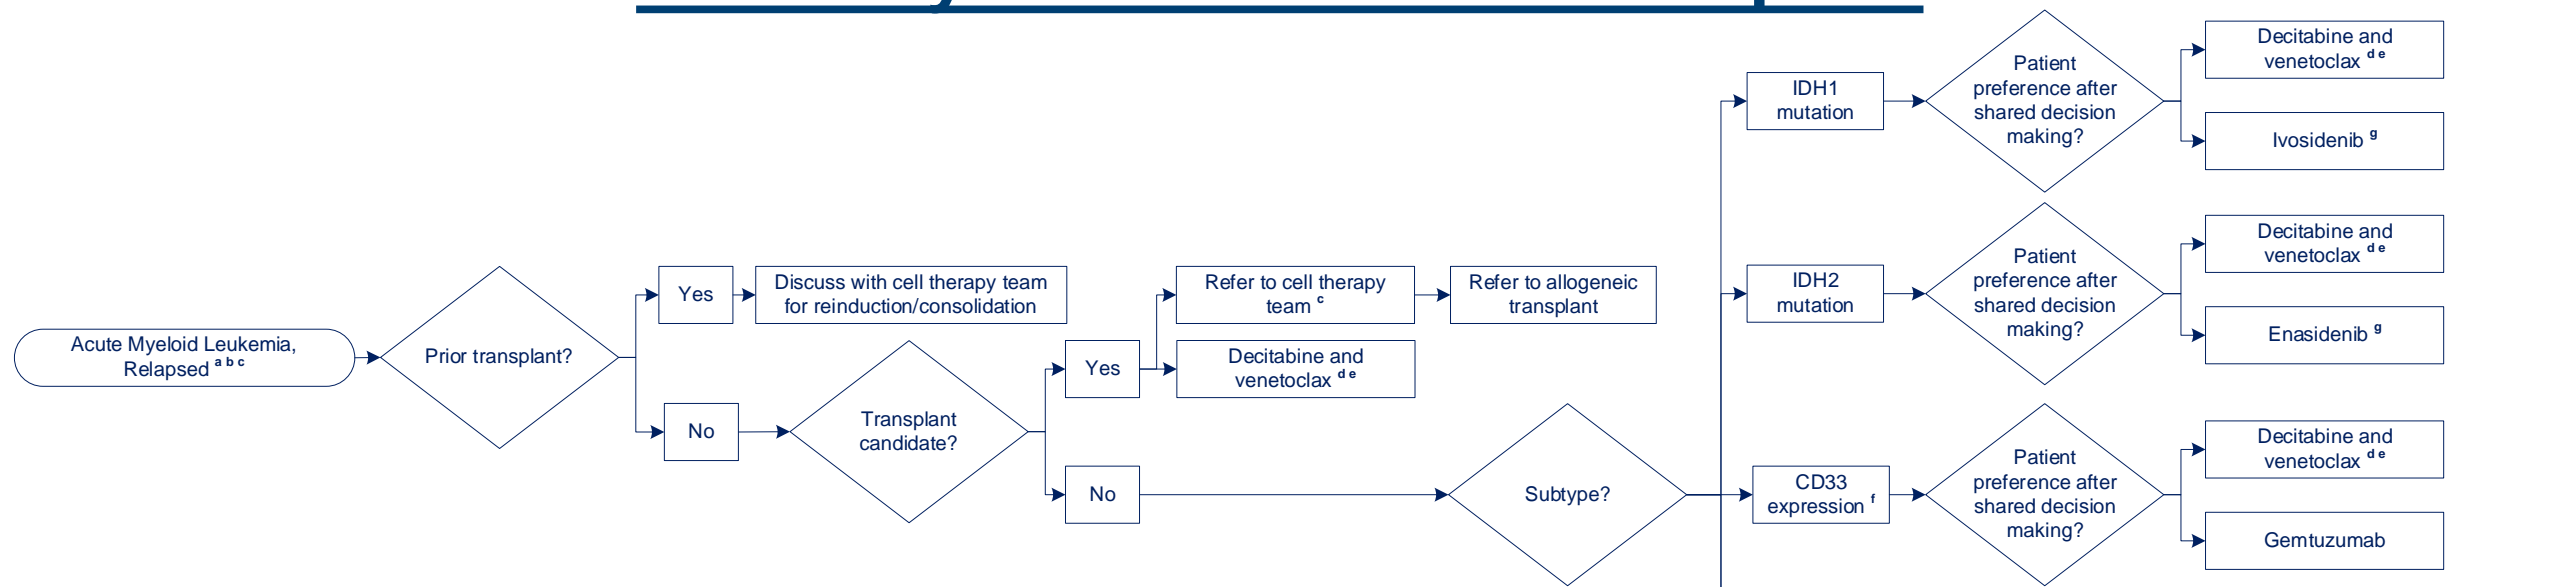 Acute Myeloid Leukemia,
Relapsed a b c
Prior transplant?
Yes
Discuss with cell therapy team
for reinduction/consolidation
No
Transplant
candidate?
Yes
Refer to cell therapy
team c
Refer to allogeneic
transplant
Decitabine and
venetoclax d e
No
Subtype?
IDH1
mutation
Patient
preference after
shared decision
making?
Decitabine and
venetoclax d e
Ivosidenib g
IDH2
mutation
Patient
preference after
shared decision
making?
Decitabine and
venetoclax d e
Enasidenib g
CD33
expression f
Patient
preference after
shared decision
making?
Decitabine and
venetoclax d e
Gemtuzumab